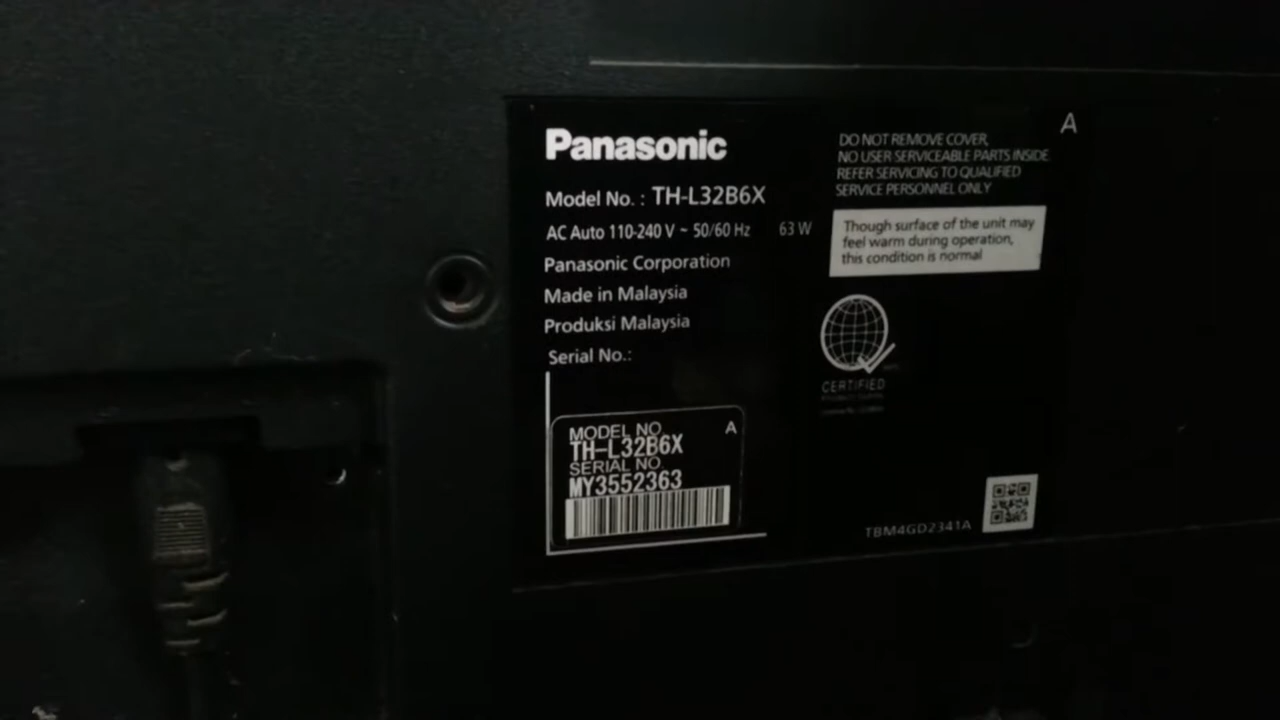 Panasonic
Model No. : TH-L32B6X
AC Auto 110-240 V ~ 50/60 Hz 63 W
Panasonic Corporation
Made in Malaysia
Produksi Malaysia
Serial No.:
MODEL NO. A
TH-L32B6X
SERIAL NO.
MY3552363
A
DO NOT REMOVE COVER,
NO USER SERVICEABLE PARTS INSIDE
REFER SERVICING TO QUALIFIED
SERVICE PERSONNEL ONLY
Though surface of the unit may
feel warm during operation,
this condition is normal
CERTIFIED
TBM4GD2341A